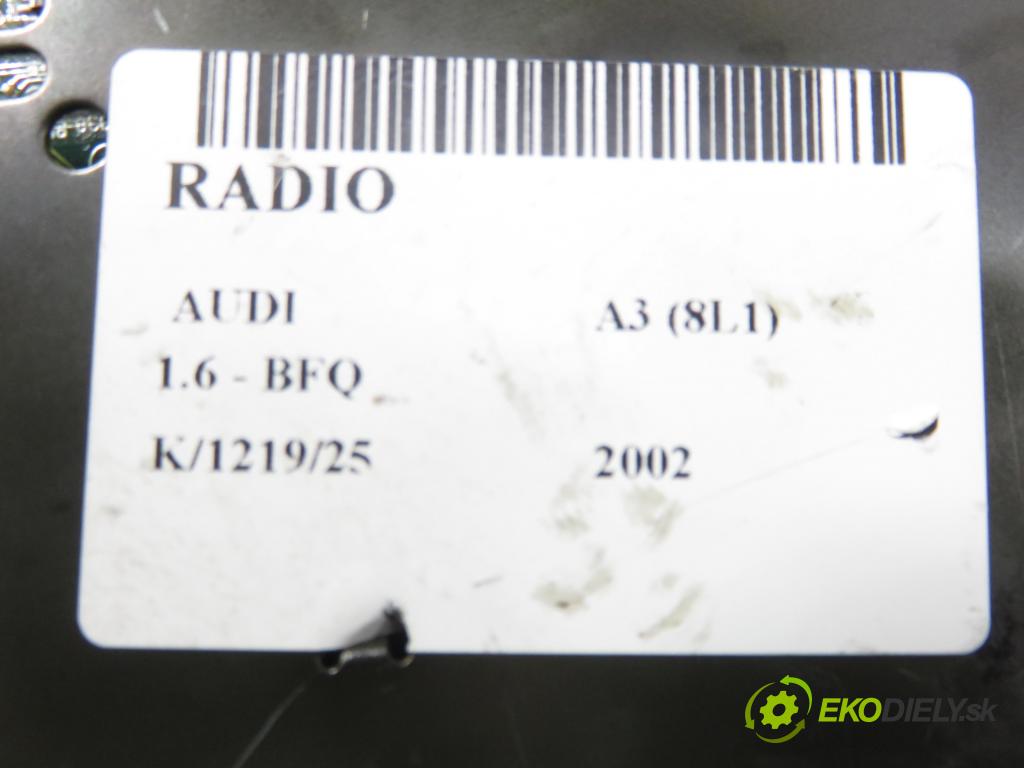 RADIO
AUDI A3 (8L1)
1.6 - BFQ
K/1219/25 2002
EKODIELY.sk